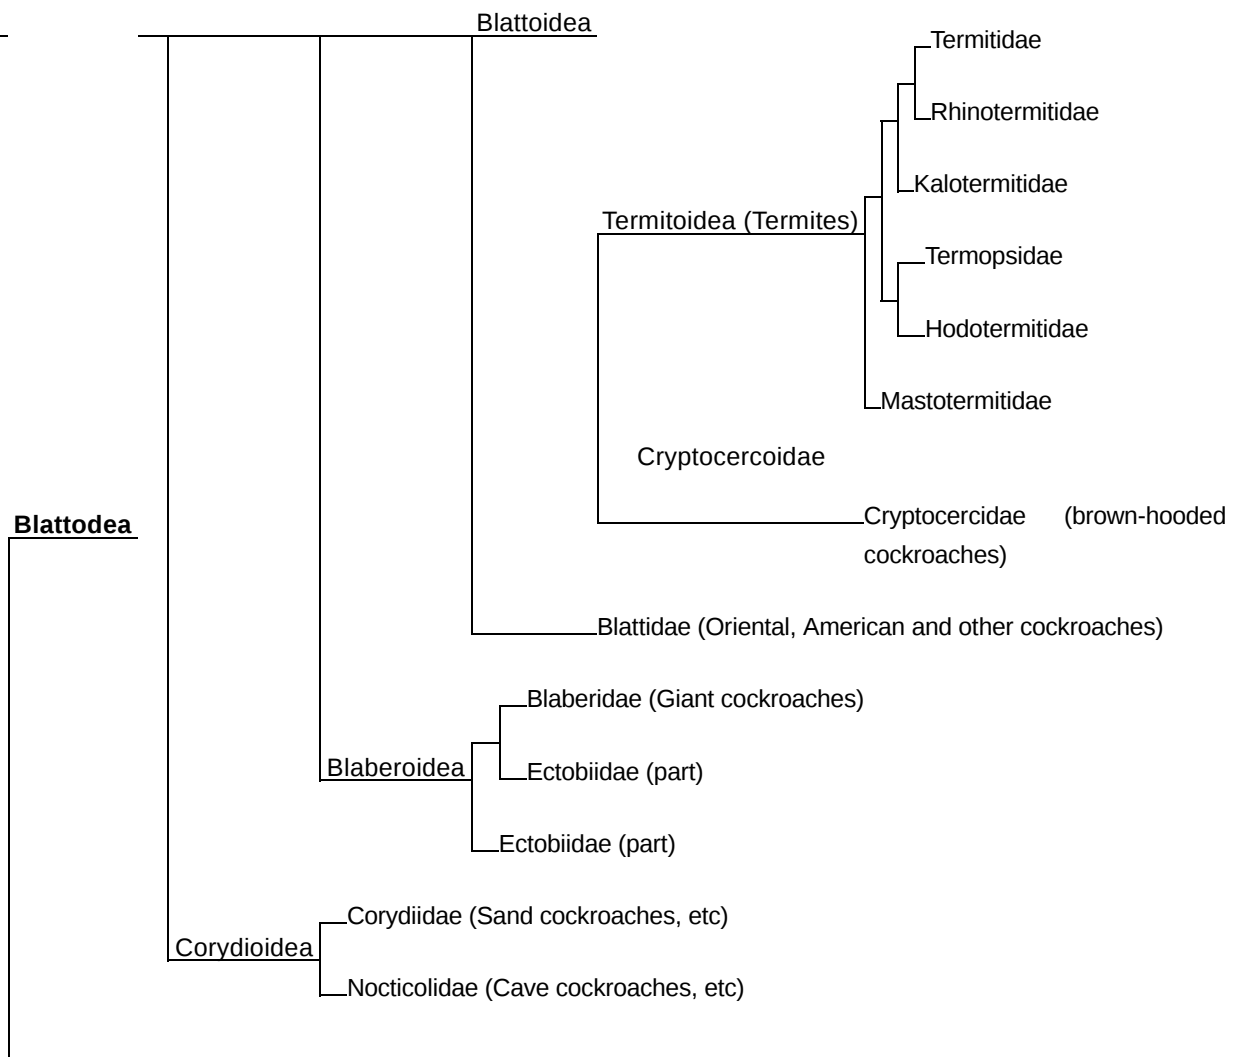 Blattoidea
Termitidae
Rhinotermitidae
Kalotermitidae
Termitoidea (Termites)
Termopsidae
Hodotermitidae
Mastotermitidae
Cryptocercoidae
Blattodea
Cryptocercidae (brown-hooded
cockroaches)
Blattidae (Oriental, American and other cockroaches)
Blaberidae (Giant cockroaches)
Blaberoidea
Ectobiidae (part)
Ectobiidae (part)
Corydiidae (Sand cockroaches, etc)
Corydioidea
Nocticolidae (Cave cockroaches, etc)